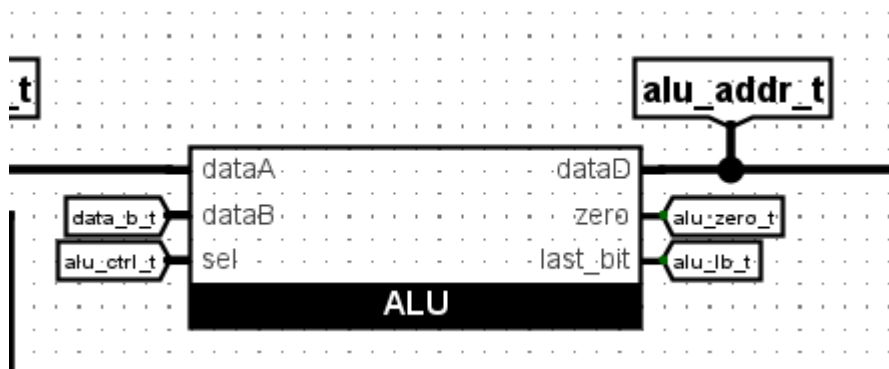 _t
alu_addr_t
dataA
dataD
data_b_t
dataB
zero
alu_zero_t
alu_ctrl_t
sel
last_bit
alu_lb_t
ALU